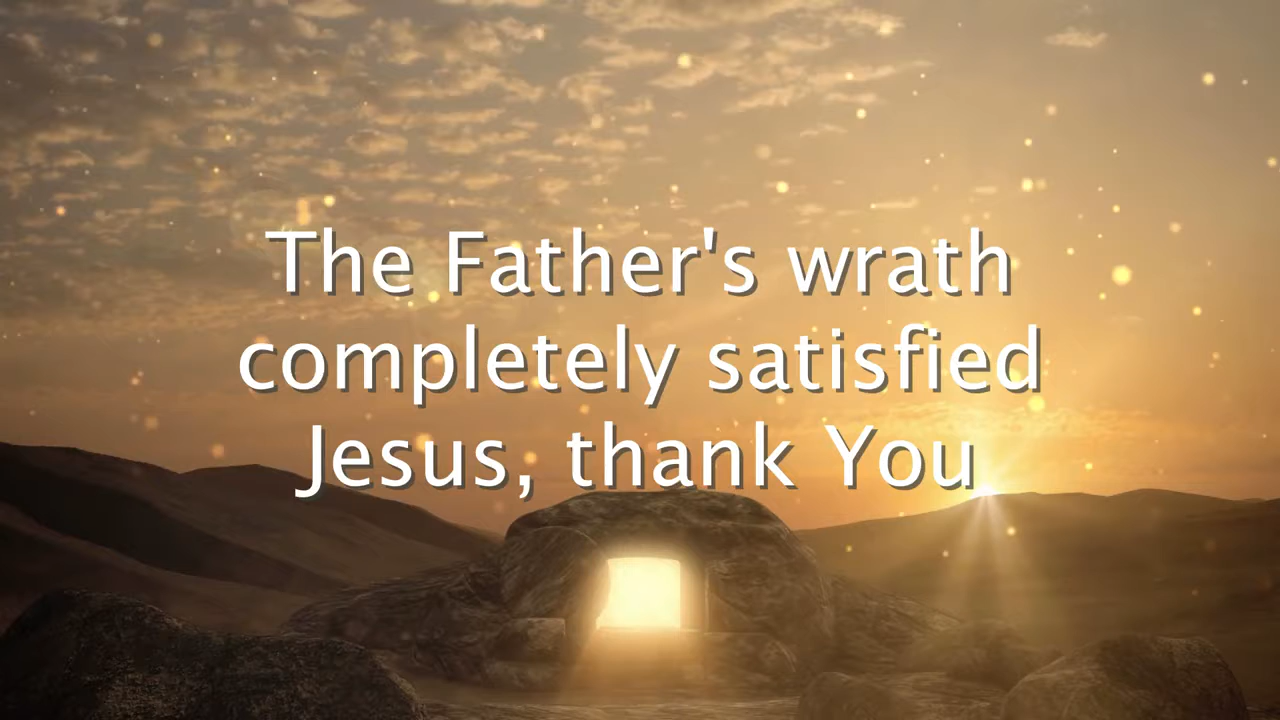 The Father's wrath
completely satisfied
Jesus, thank You